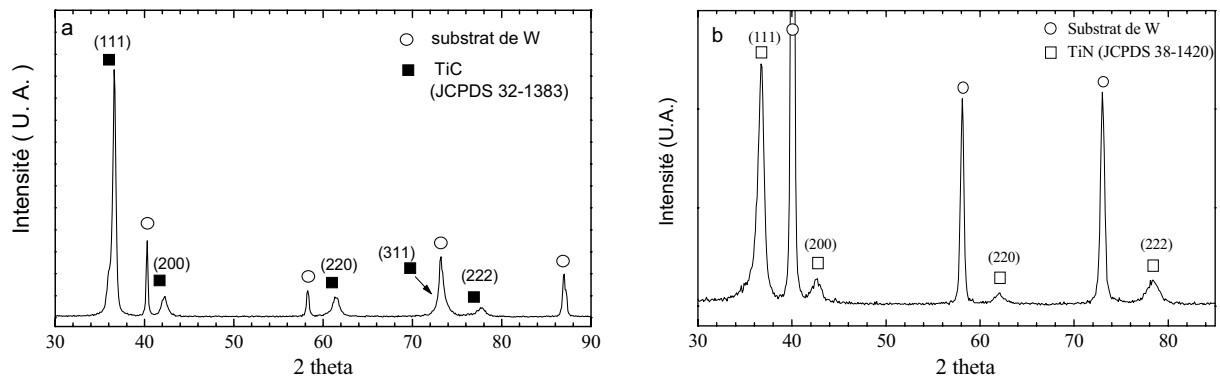 a
(111)
substrat de W
TiC
(JCPDS 32-1383)
(200)
(220)
(311)
(222)
Intensité ( U. A. )
30 40 50 60 70 80 90
2 theta
b
(111)
Substrat de W
TiN (JCPDS 38-1420)
(200)
(220)
(222)
Intensité (U.A.)
30 40 50 60 70 80
2 theta